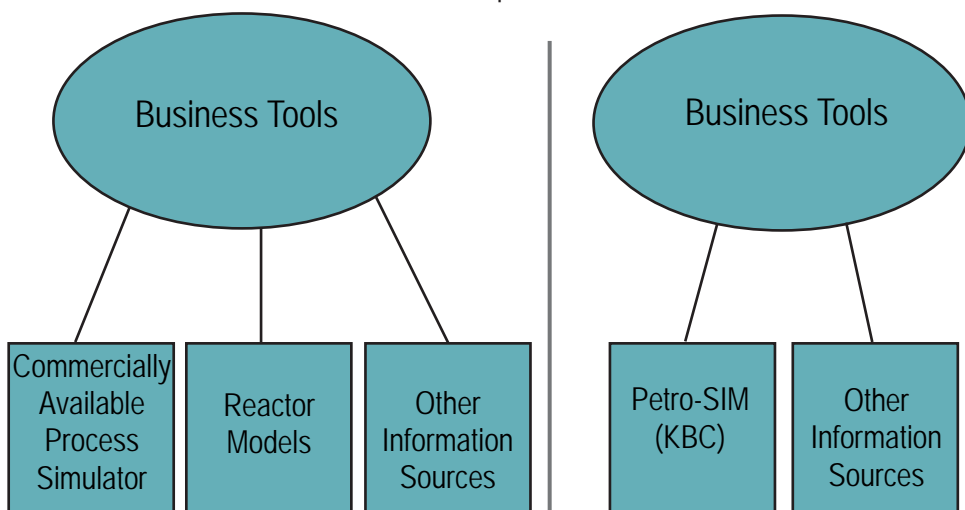 Business Tools
Commercially
Available
Process
Simulator
Reactor
Models
Other
Information
Sources
Business Tools
Petro-SIM
(KBC)
Other
Information
Sources